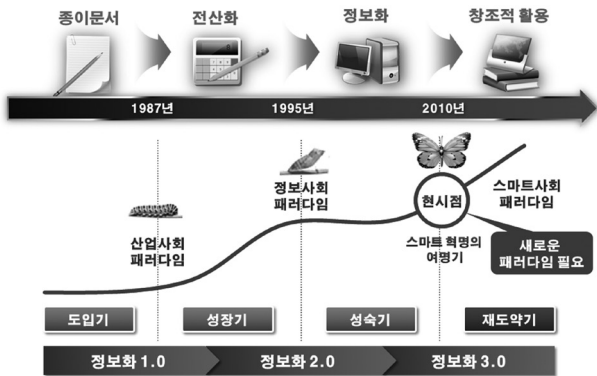 종이문서
전산화
정보화
창조적 활용
1987년
1995년
2010년
산업사회
패러다임
정보사회
패러다임
현시점
스마트 혁명의
여명기
스마트사회
패러다임
새로운
패러다임 필요
도입기
성장기
성숙기
재도약기
정보화 1.0
정보화 2.0
정보화 3.0